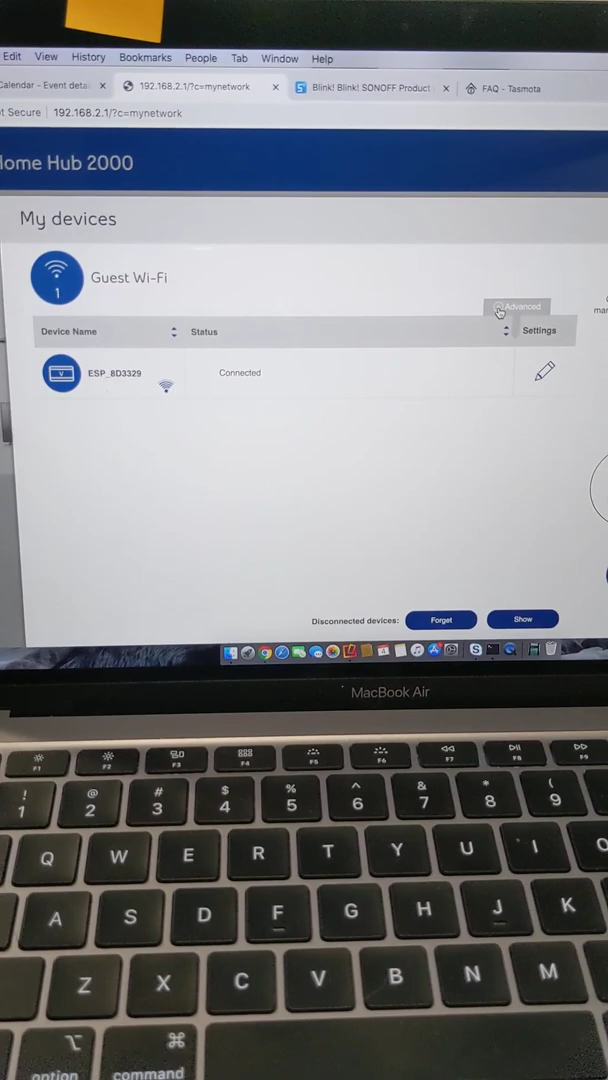 Edit View History Bookmarks People Tab Window Help
Calendar - Event detai × 192.168.2.1/?c=mynetwork × Blink! Blink! SONOFF Product × FAQ - Tasmota
t Secure 192.168.2.1/?c=mynetwork
Home Hub 2000
My devices
1
Guest Wi-Fi
Advanced
mar
Device Name Status Settings
V
ESP_8D3329 Connected
Disconnected devices: Forget Show
MacBook Air
F1 F2 F3 F4 F5 F6 F7 F8 F9
! @ # $ % ^ & * (
1 2 3 4 5 6 7 8 9
Q W E R T Y U I O
A S D F G H J K
Z X C V B N M
option command